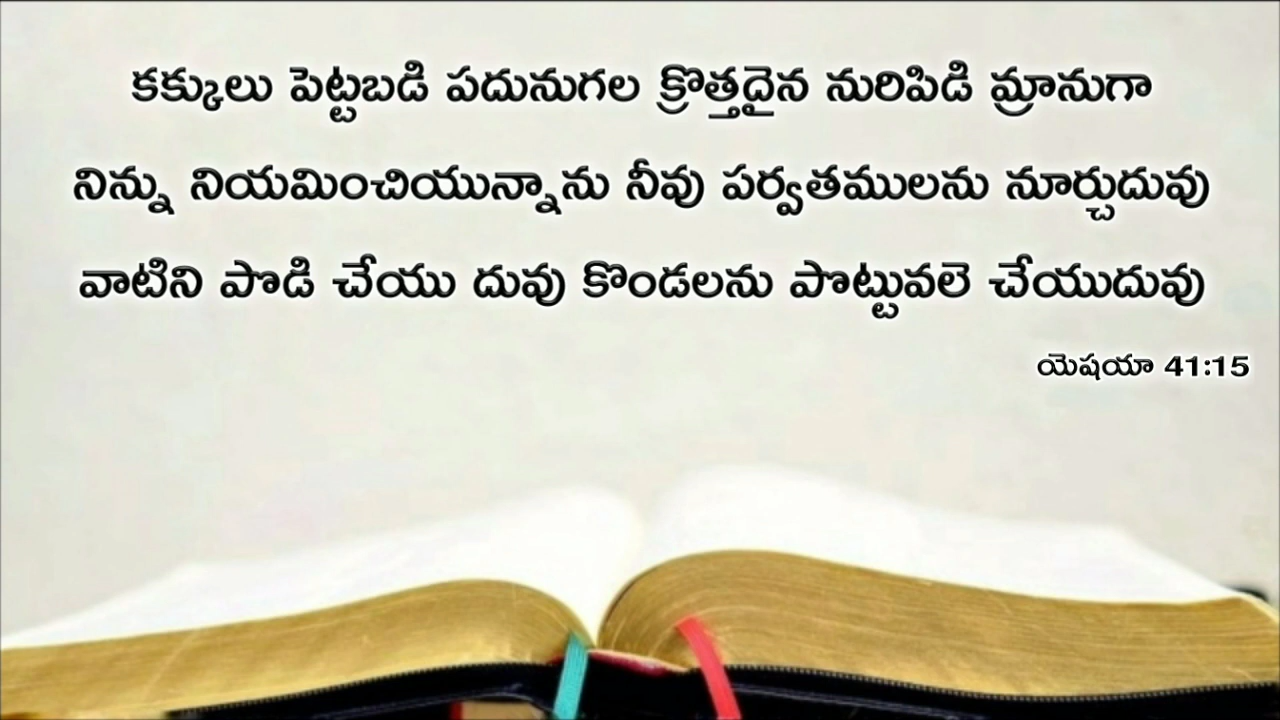 కక్కులు పెట్టబడి పదునుగల క్రొత్తదైన నురిపిడి మ్రానుగా
నిన్ను నియమించియున్నాను నీవు పర్వతములను నూర్చుదువు
వాటిని పొడి చేయు దువు కొండలను పొట్టువలె చేయుదువు
యెషయా 41:15